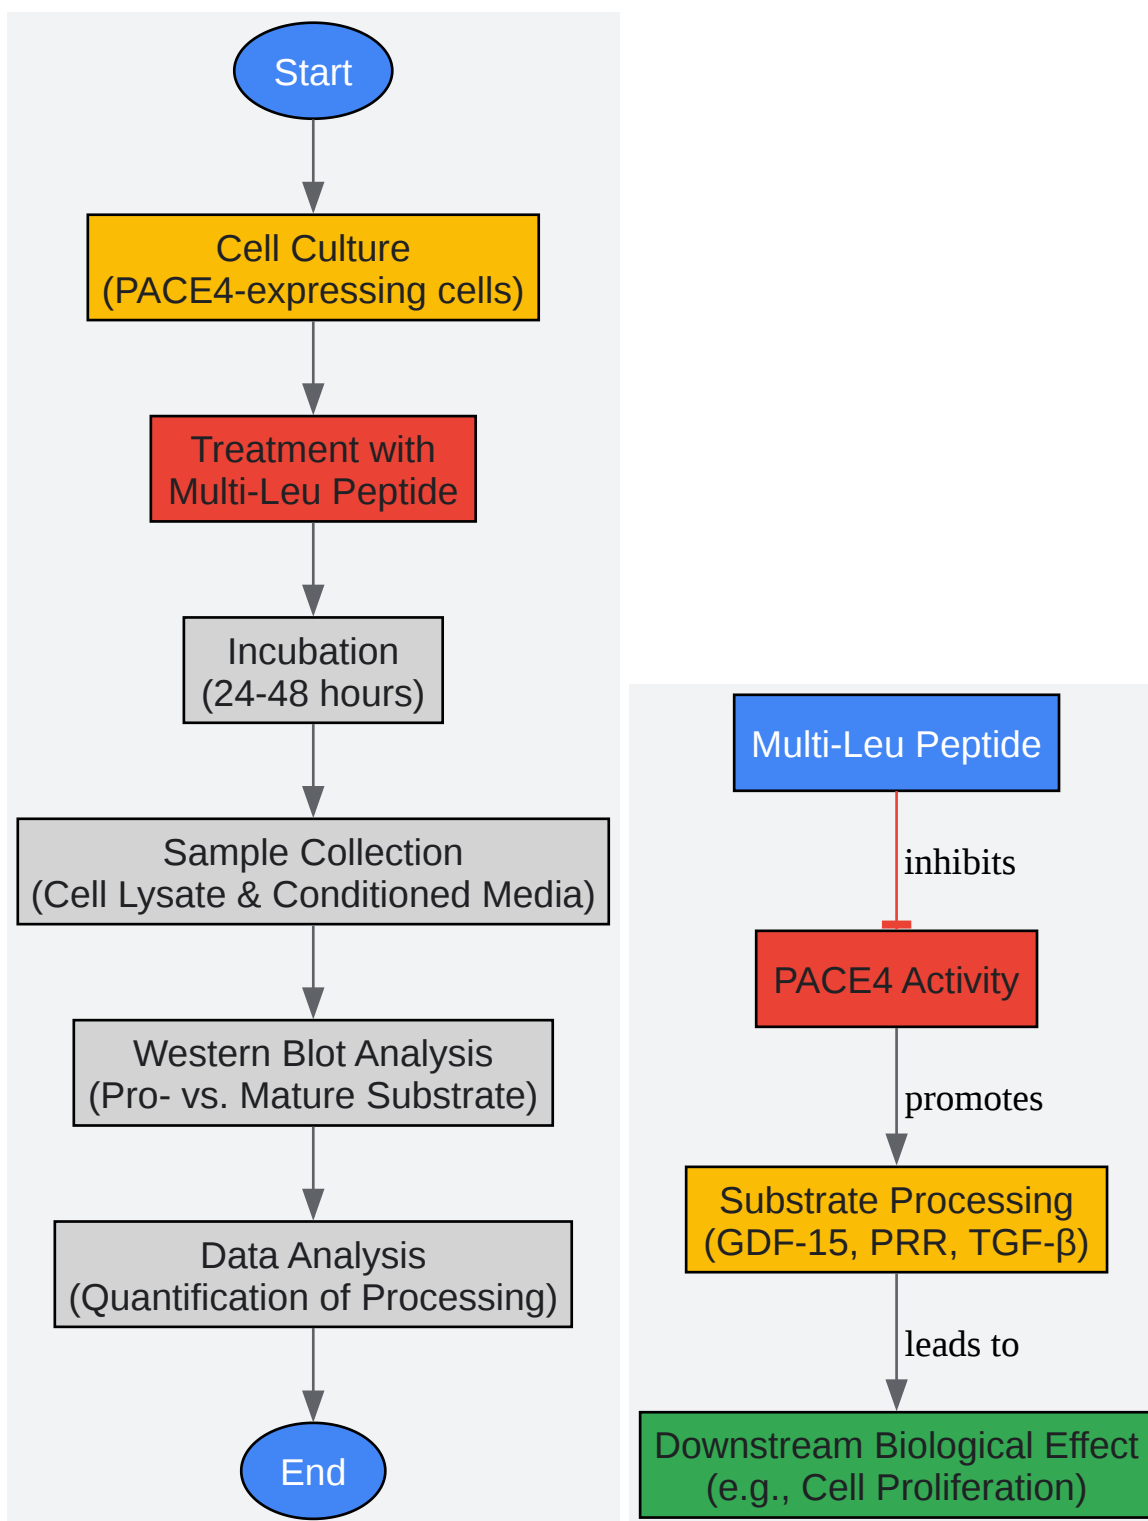 Start
Cell Culture
(PACE4-expressing cells)
Treatment with
Multi-Leu Peptide
Incubation
(24-48 hours)
Sample Collection
(Cell Lysate & Conditioned Media)
Western Blot Analysis
(Pro- vs. Mature Substrate)
Data Analysis
(Quantification of Processing)
End
Multi-Leu Peptide
inhibits
PACE4 Activity
promotes
Substrate Processing
(GDF-15, PRR, TGF-β)
leads to
Downstream Biological Effect
(e.g., Cell Proliferation)